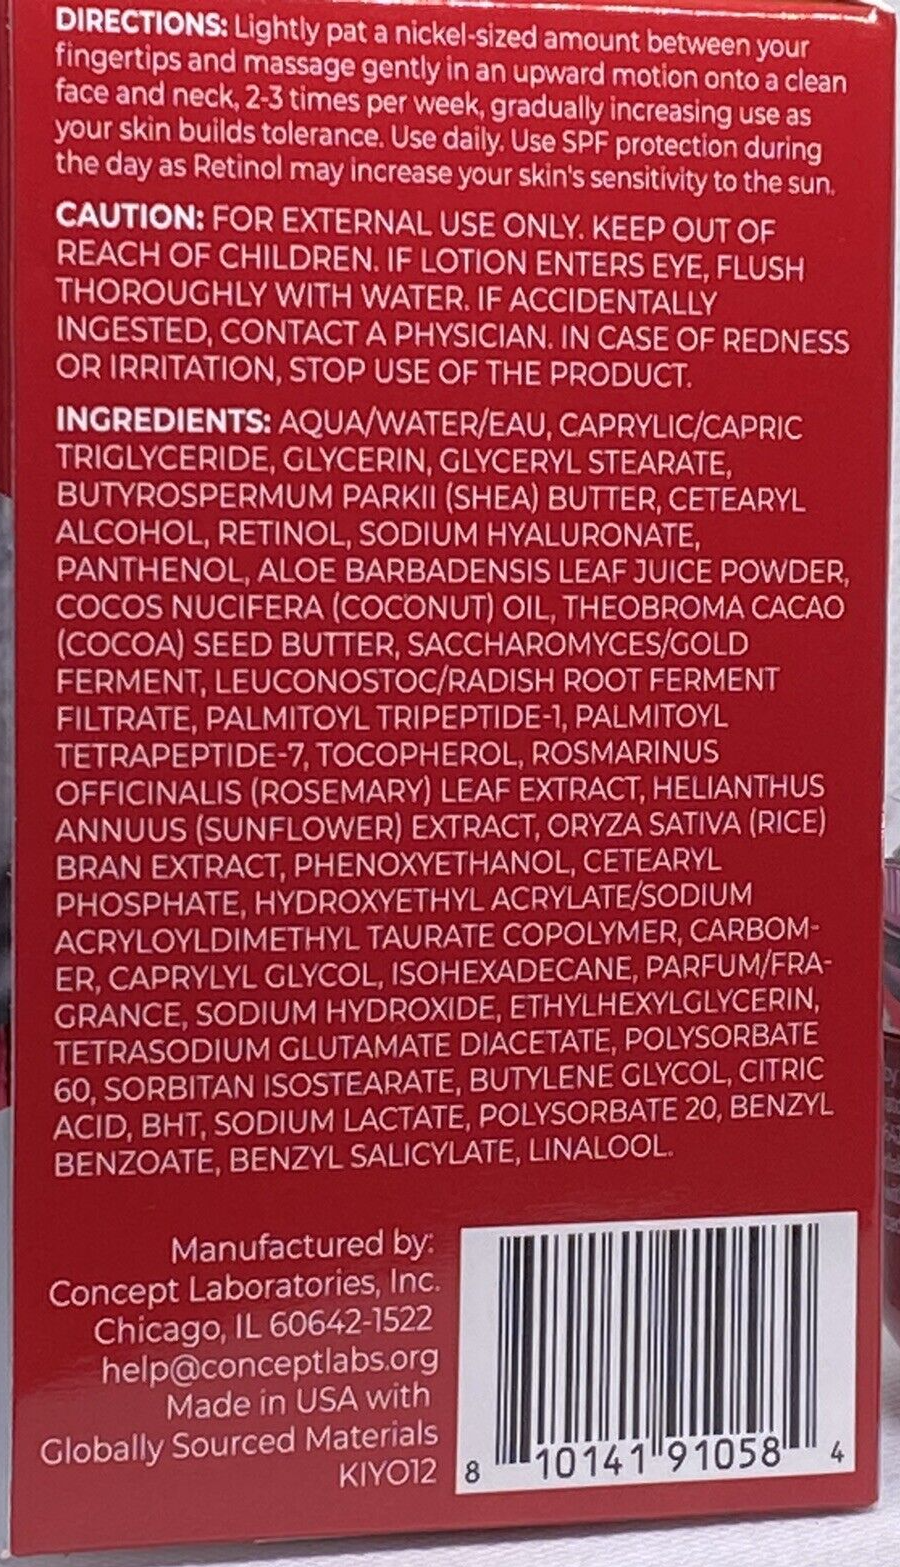 DIRECTIONS: Lightly pat a nickel-sized amount between your
fingertips and massage gently in an upward motion onto a clean
face and neck, 2-3 times per week, gradually increasing use as
your skin builds tolerance. Use daily. Use SPF protection during
the day as Retinol may increase your skin's sensitivity to the sun.
CAUTION: FOR EXTERNAL USE ONLY. KEEP OUT OF
REACH OF CHILDREN. IF LOTION ENTERS EYE, FLUSH
THOROUGHLY WITH WATER. IF ACCIDENTALLY
INGESTED, CONTACT A PHYSICIAN. IN CASE OF REDNESS
OR IRRITATION, STOP USE OF THE PRODUCT.
INGREDIENTS: AQUA/WATER/EAU, CAPRYLIC/CAPRIC
TRIGLYCERIDE, GLYCERIN, GLYCERYL STEARATE,
BUTYROSPERMUM PARKII (SHEA) BUTTER, CETEARYL
ALCOHOL, RETINOL, SODIUM HYALURONATE,
PANTHENOL, ALOE BARBADENSIS LEAF JUICE POWDER,
COCOS NUCIFERA (COCONUT) OIL, THEOBROMA CACAO
(COCOA) SEED BUTTER, SACCHAROMYCES/GOLD
FERMENT, LEUCONOSTOC/RADISH ROOT FERMENT
FILTRATE, PALMITOYL TRIPEPTIDE-1, PALMITOYL
TETRAPEPTIDE-7, TOCOPHEROL, ROSMARINUS
OFFICINALIS (ROSEMARY) LEAF EXTRACT, HELIANTHUS
ANNUUS (SUNFLOWER) EXTRACT, ORYZA SATIVA (RICE)
BRAN EXTRACT, PHENOXYETHANOL, CETEARYL
PHOSPHATE, HYDROXYETHYL ACRYLATE/SODIUM
ACRYLOYLDIMETHYL TAURATE COPOLYMER, CARBOM-
ER, CAPRYLYL GLYCOL, ISOHEXADECANE, PARFUM/FRA-
GRANCE, SODIUM HYDROXIDE, ETHYLHEXYLGLYCERIN,
TETRASODIUM GLUTAMATE DIACETATE, POLYSORBATE
60, SORBITAN ISOSTEARATE, BUTYLENE GLYCOL, CITRIC
ACID, BHT, SODIUM LACTATE, POLYSORBATE 20, BENZYL
BENZOATE, BENZYL SALICYLATE, LINALOOL.
Manufactured by:
Concept Laboratories, Inc.
Chicago, IL 60642-1522
help@conceptlabs.org
Made in USA with
Globally Sourced Materials
KIYO12
8 10141 91058 4